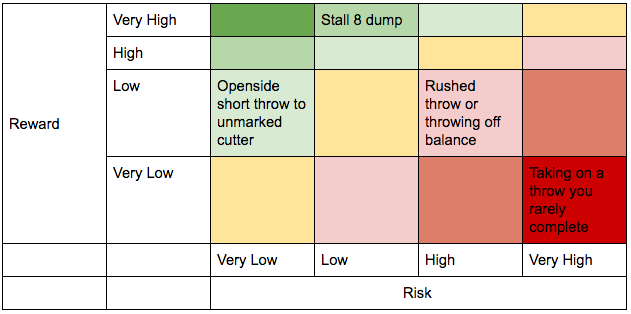 Very High
Stall 8 dump
High
Reward
Low
Openside
short throw to
unmarked
cutter
Rushed
throw or
throwing off
balance
Very Low
Taking on a
throw you
rarely
complete
Very Low
Low
High
Very High
Risk